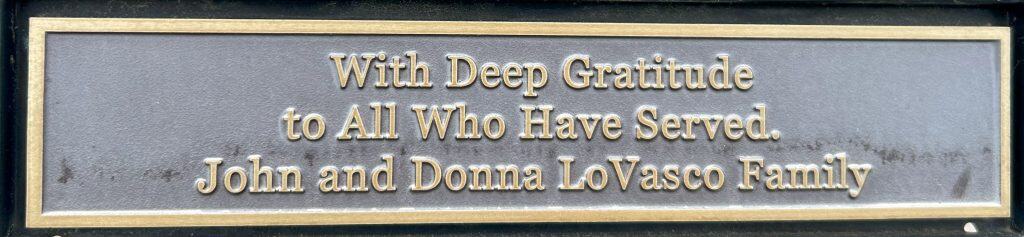 With Deep Gratitude
to All Who Have Served.
John and Donna LoVasco Family